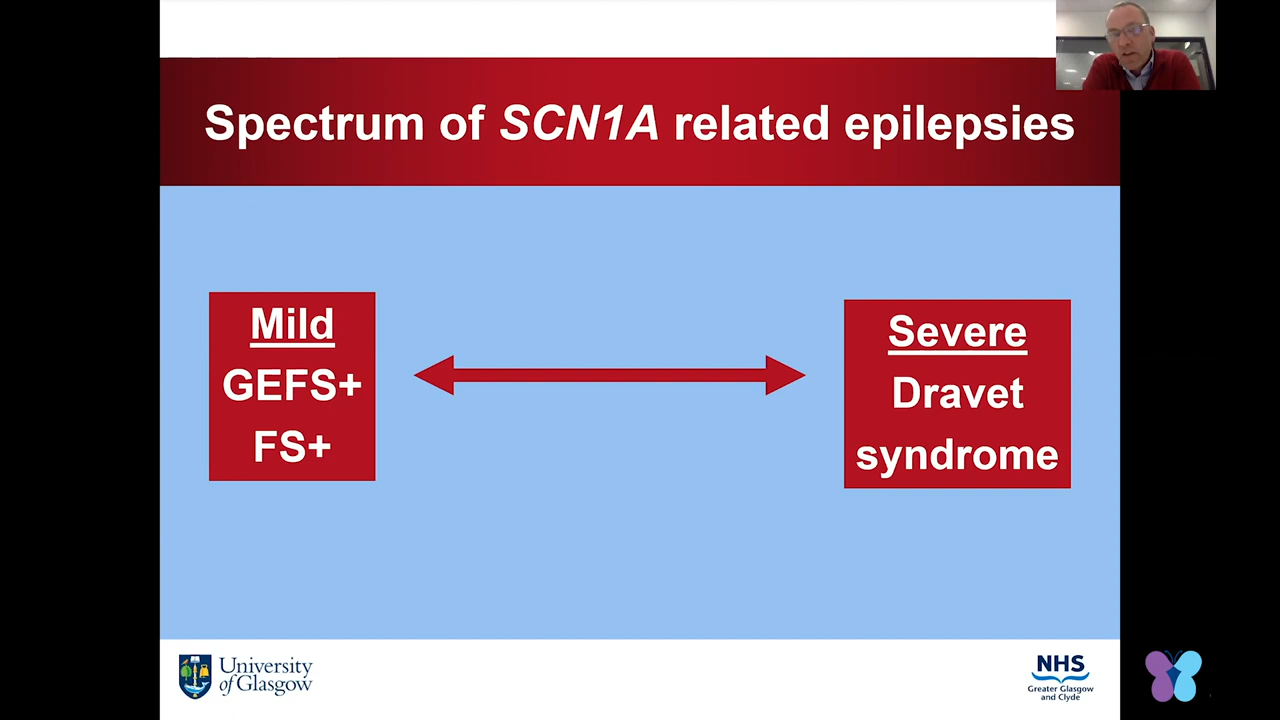 Spectrum of SCN1A related epilepsies
Mild
GEFS+
FS+
Severe
Dravet
syndrome
University
of Glasgow
NHS
Greater Glasgow
and Clyde